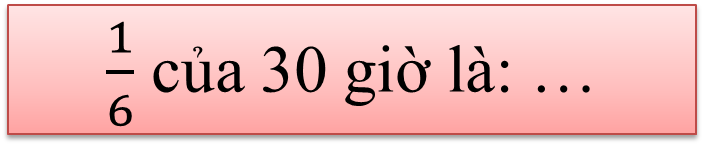 1/6 của 30 giờ là: …